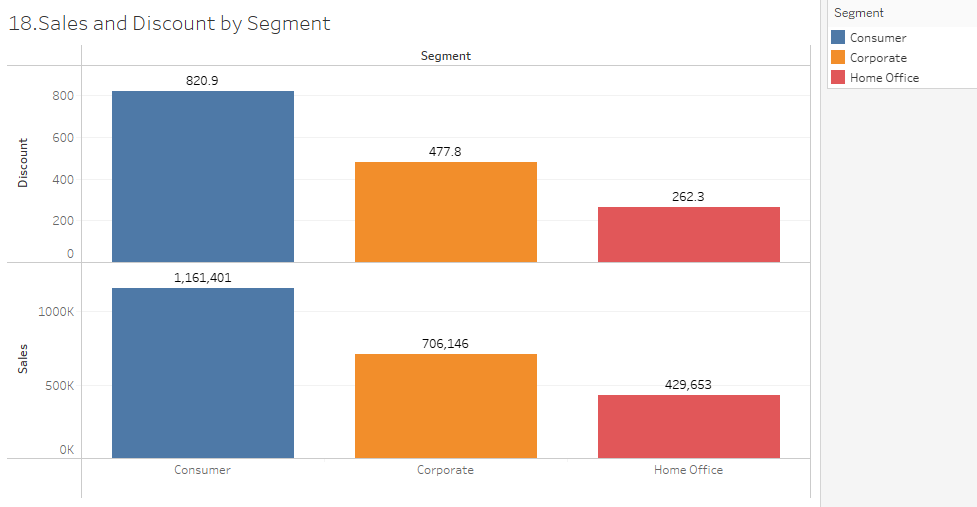 18.Sales and Discount by Segment
Segment
820.9
477.8
262.3
800
600
400
200
0
Discount
1,161,401
706,146
429,653
1000K
500K
0K
Sales
Consumer
Corporate
Home Office
Segment
Consumer
Corporate
Home Office